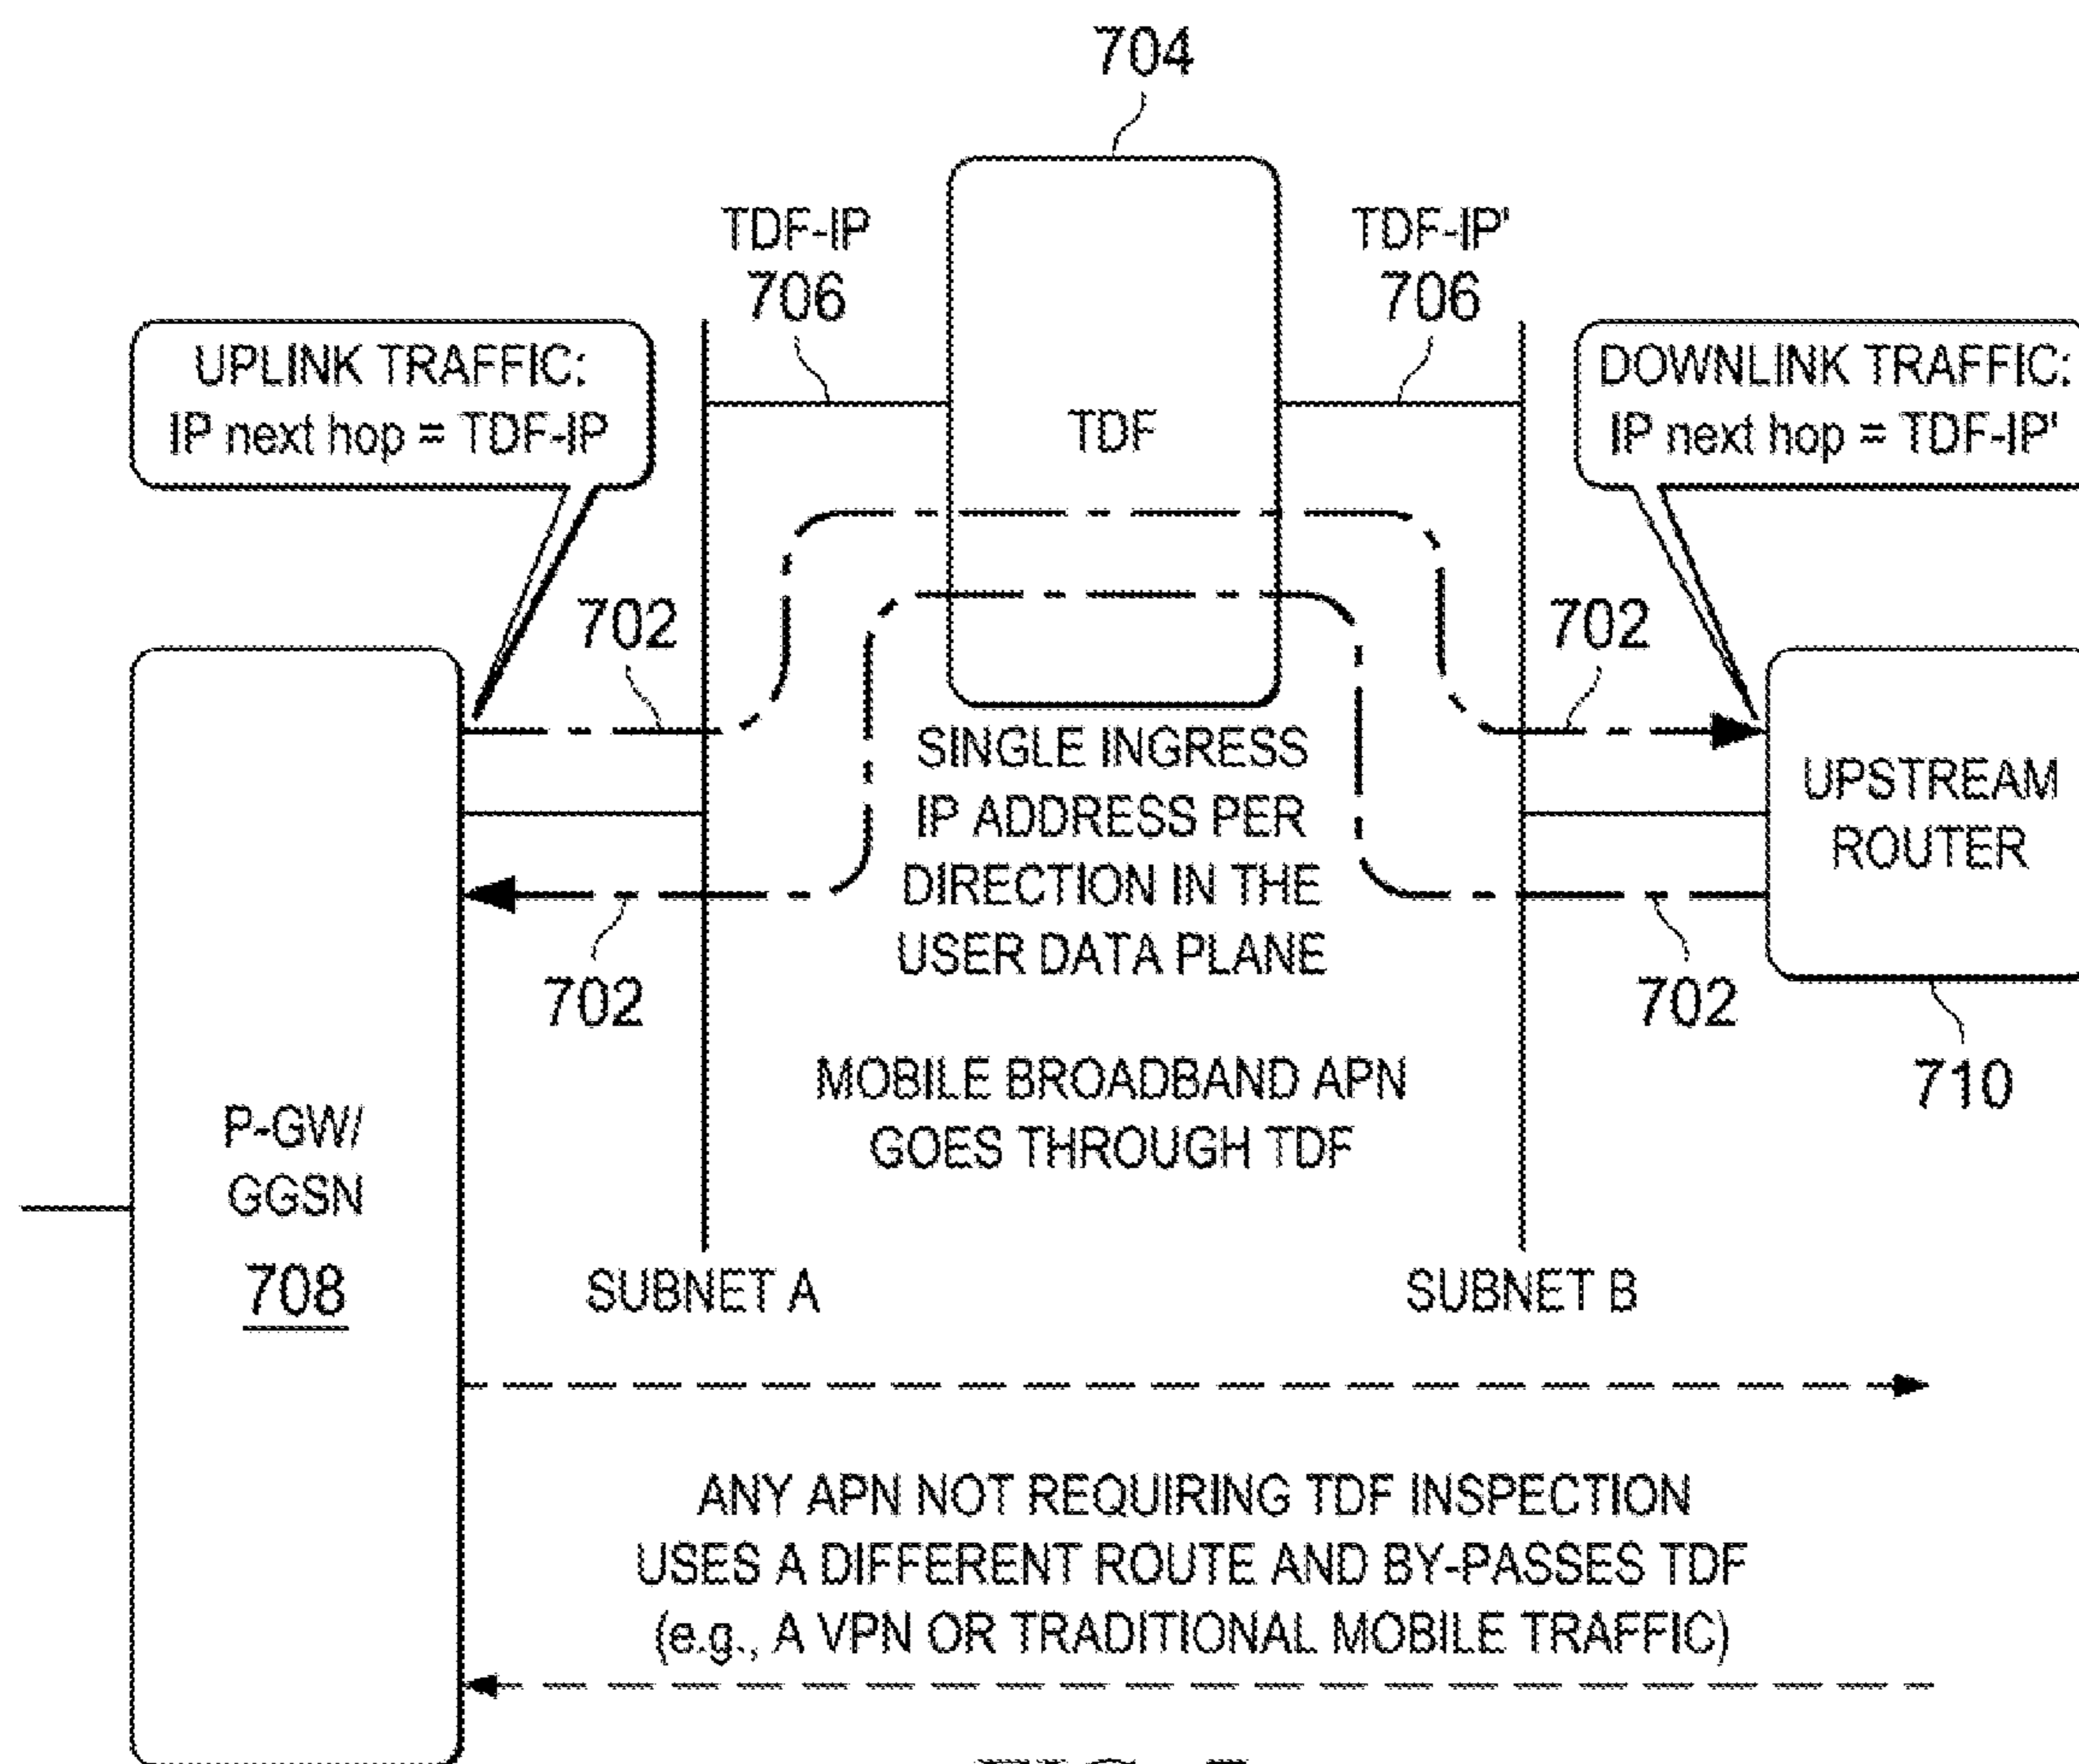 704
TDF-IP
706
TDF-IP'
706
UPLINK TRAFFIC:
IP next hop = TDF-IP
TDF
DOWNLINK TRAFFIC:
IP next hop = TDF-IP'
702
702
SINGLE INGRESS
IP ADDRESS PER
DIRECTION IN THE
USER DATA PLANE
UPSTREAM
ROUTER
702
702
710
MOBILE BROADBAND APN
GOES THROUGH TDF
P-GW/
GGSN
708
SUBNET A
SUBNET B
ANY APN NOT REQUIRING TDF INSPECTION
USES A DIFFERENT ROUTE AND BY-PASSES TDF
(e.g., A VPN OR TRADITIONAL MOBILE TRAFFIC)